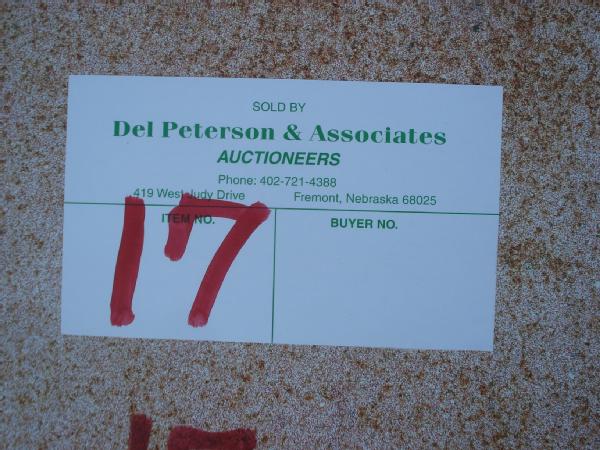 SOLD BY
Del Peterson & Associates
AUCTIONEERS
Phone: 402-721-4388
419 West Judy Drive Fremont, Nebraska 68025
ITEM NO. BUYER NO.
17